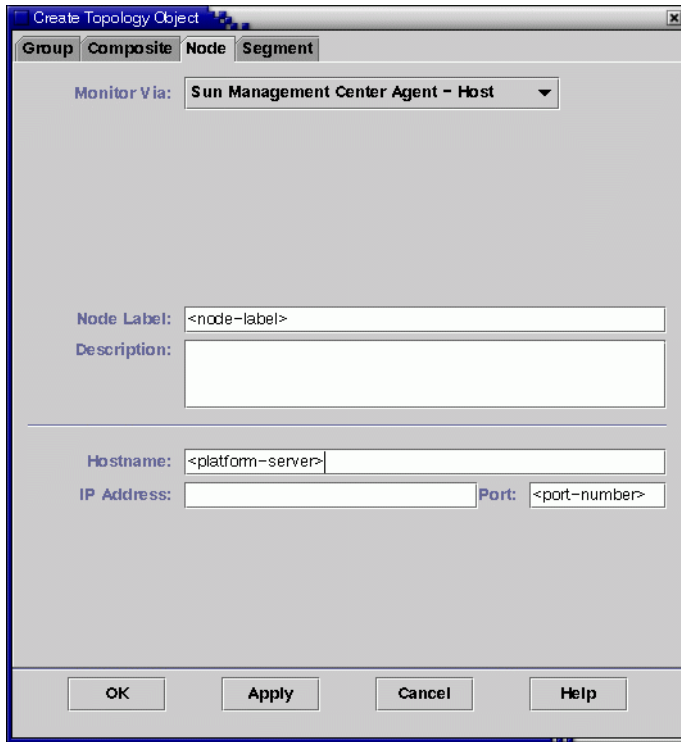 Create Topology Object
Group Composite Node Segment
Monitor Via: Sun Management Center Agent - Host
Node Label: <node-label>
Description:
Hostname: <platform-server>
IP Address: Port: <port-number>
OK Apply Cancel Help